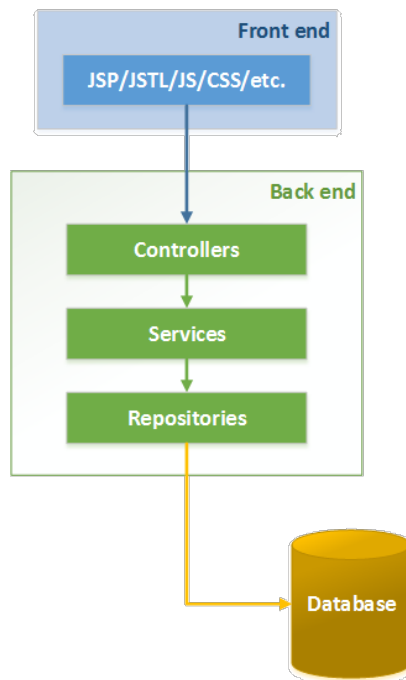 Front end
JSP/JSTL/JS/CSS/etc.
Back end
Controllers
Services
Repositories
Database